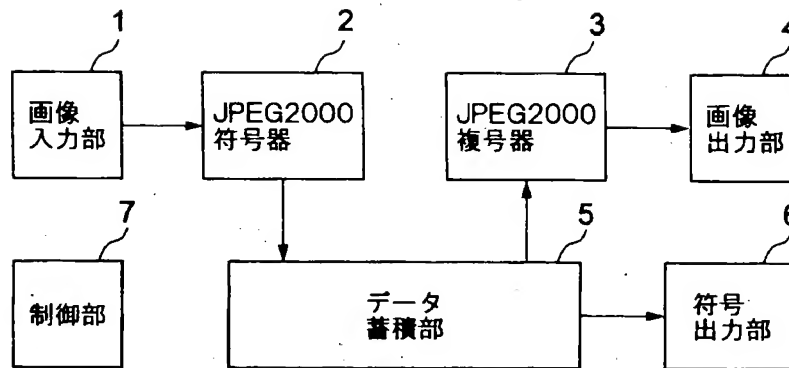 1
2
3
4
画像
入力部
JPEG2000
符号器
JPEG2000
複号器
画像
出力部
7
5
6
制御部
データ
蓄積部
符号
出力部